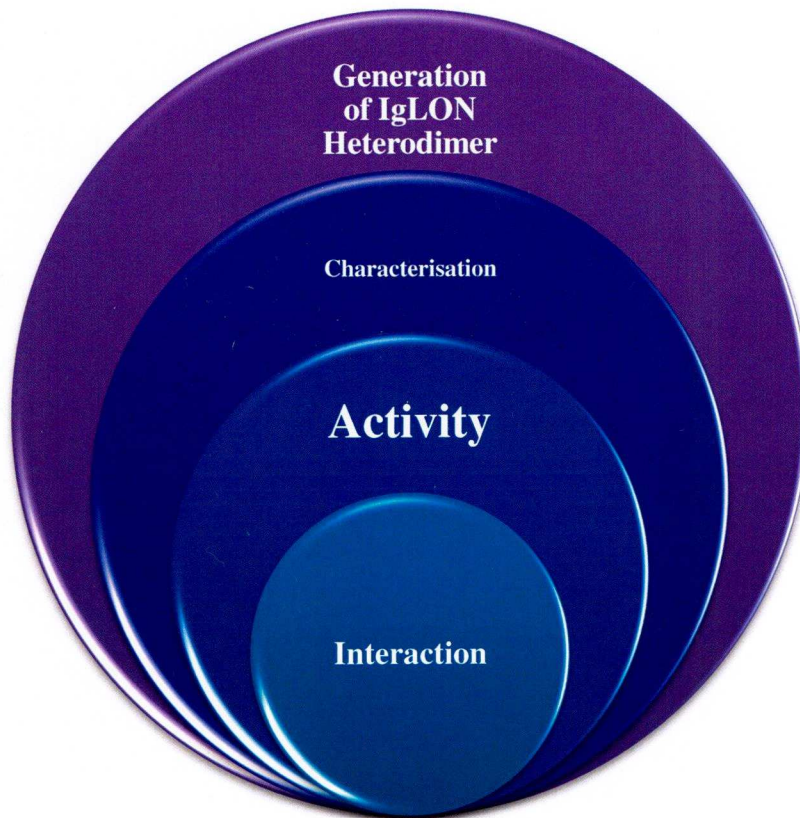 Generation
of IgLON
Heterodimer
Characterisation
Activity
Interaction